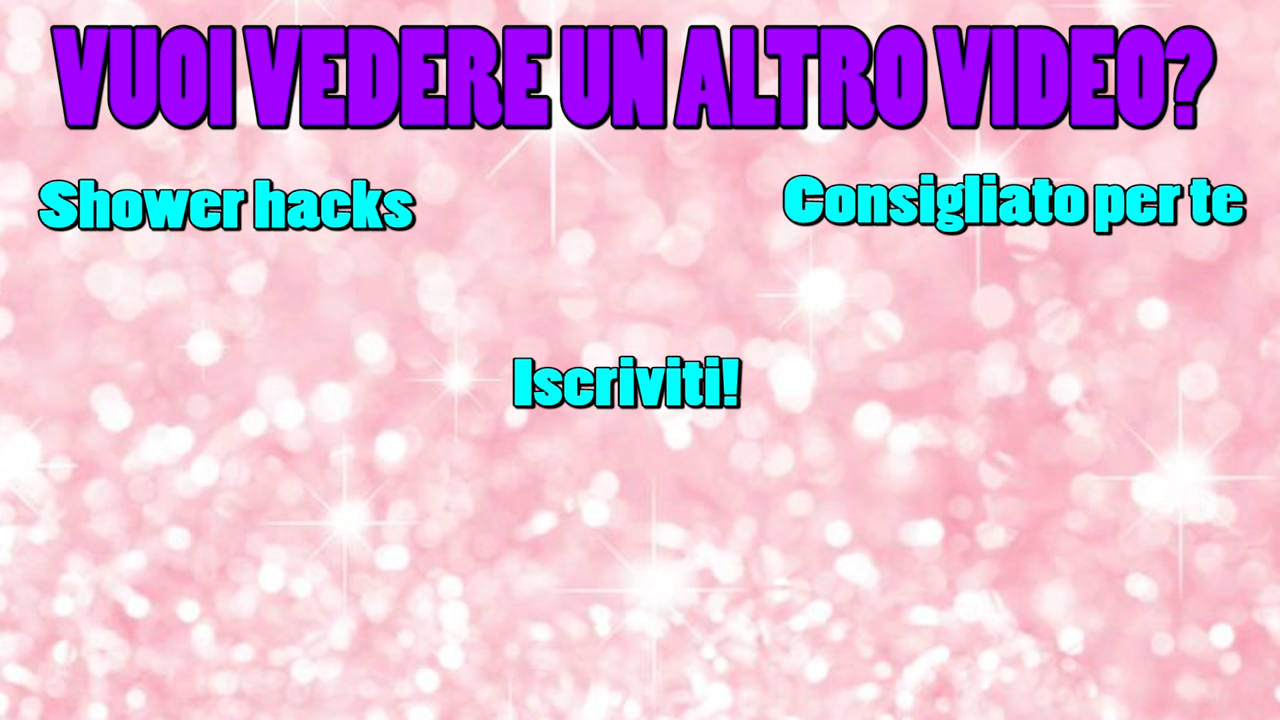 VUOI VEDERE UN ALTRO VIDEO?
Shower hacks
Consigliato per te
Iscriviti!